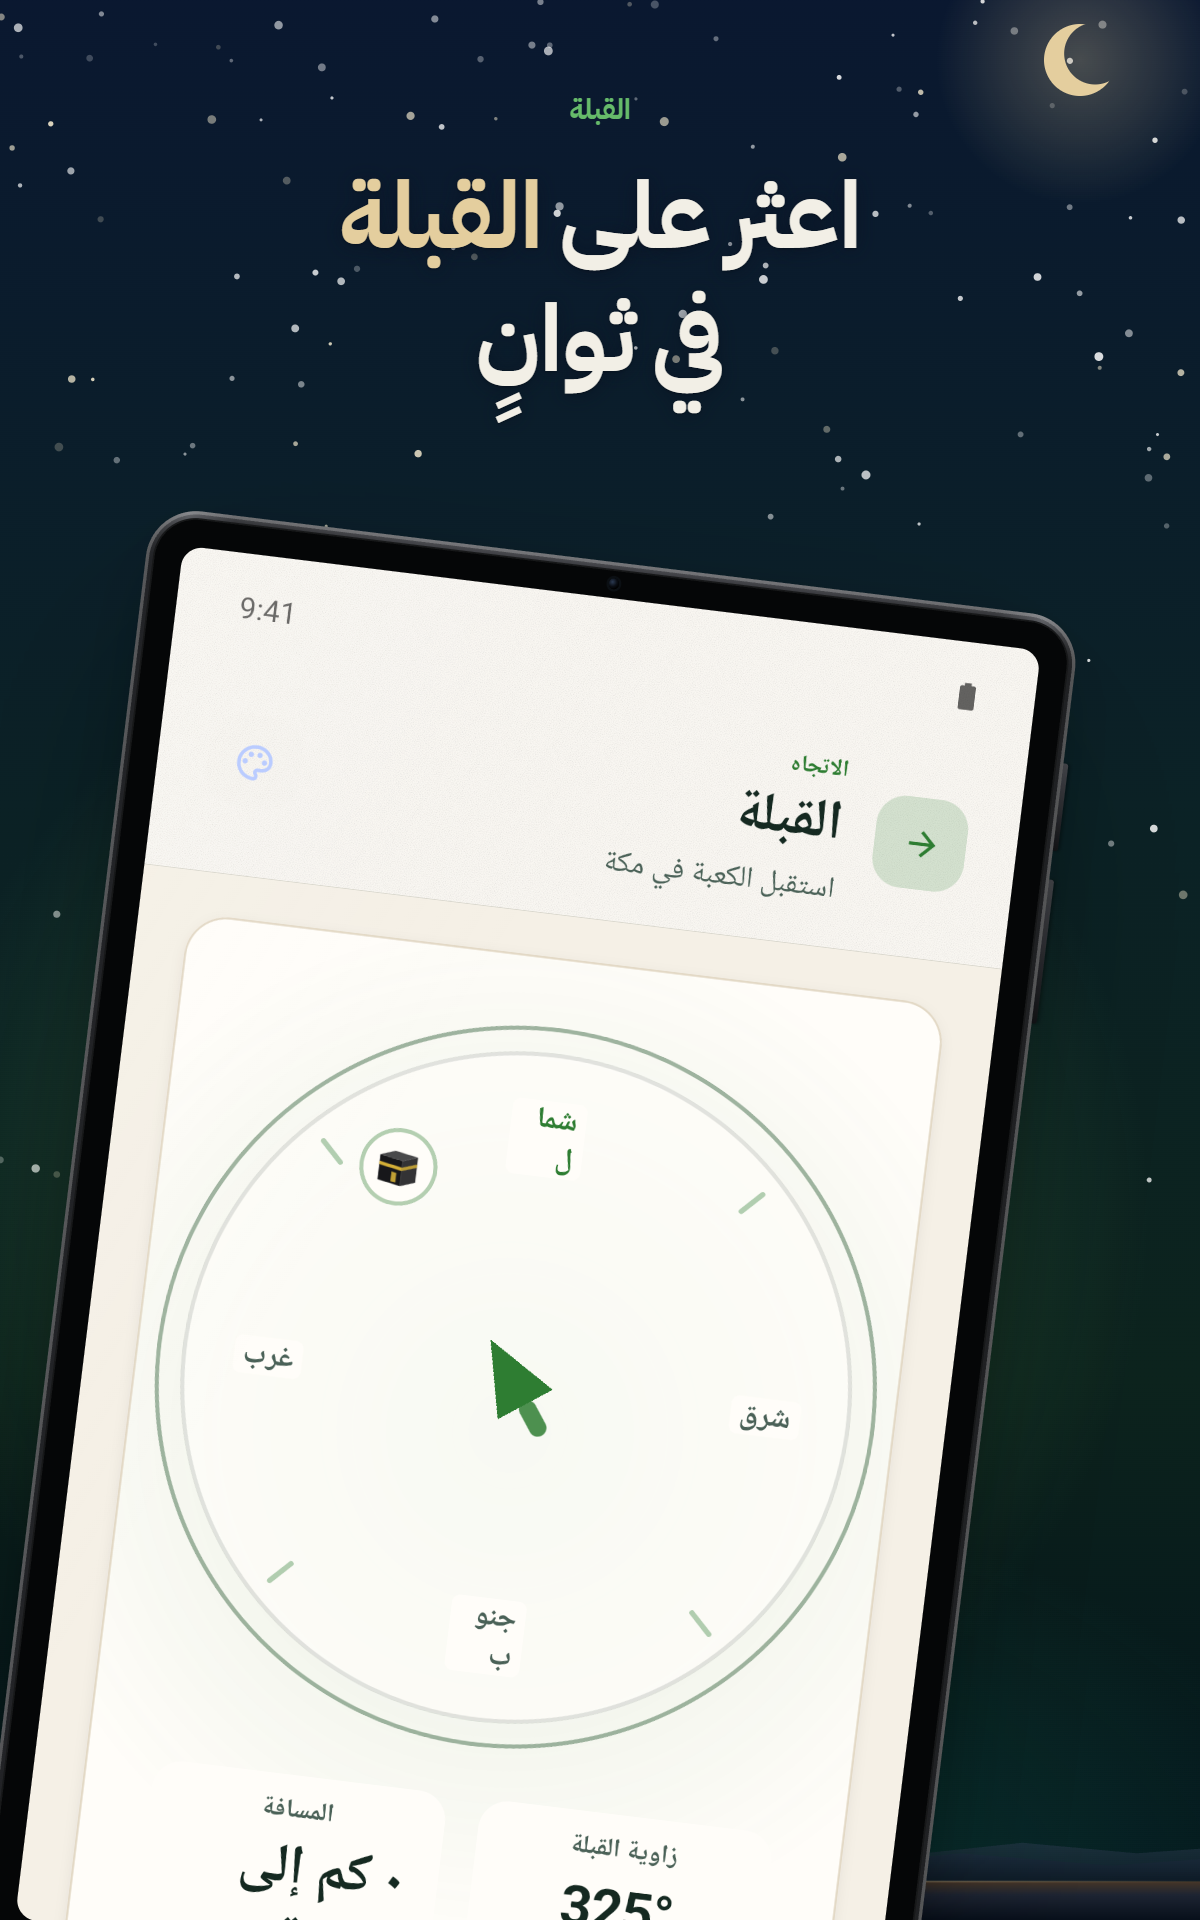 القبلة
اعثر على القبلة
في ثوانٍ
9:41
الاتجاه
القبلة
استقبل الكعبة في مكة
شما
ل
غرب
شرق
جنو
ب
زاوية القبلة
325°
المسافة
٠ كم إلى